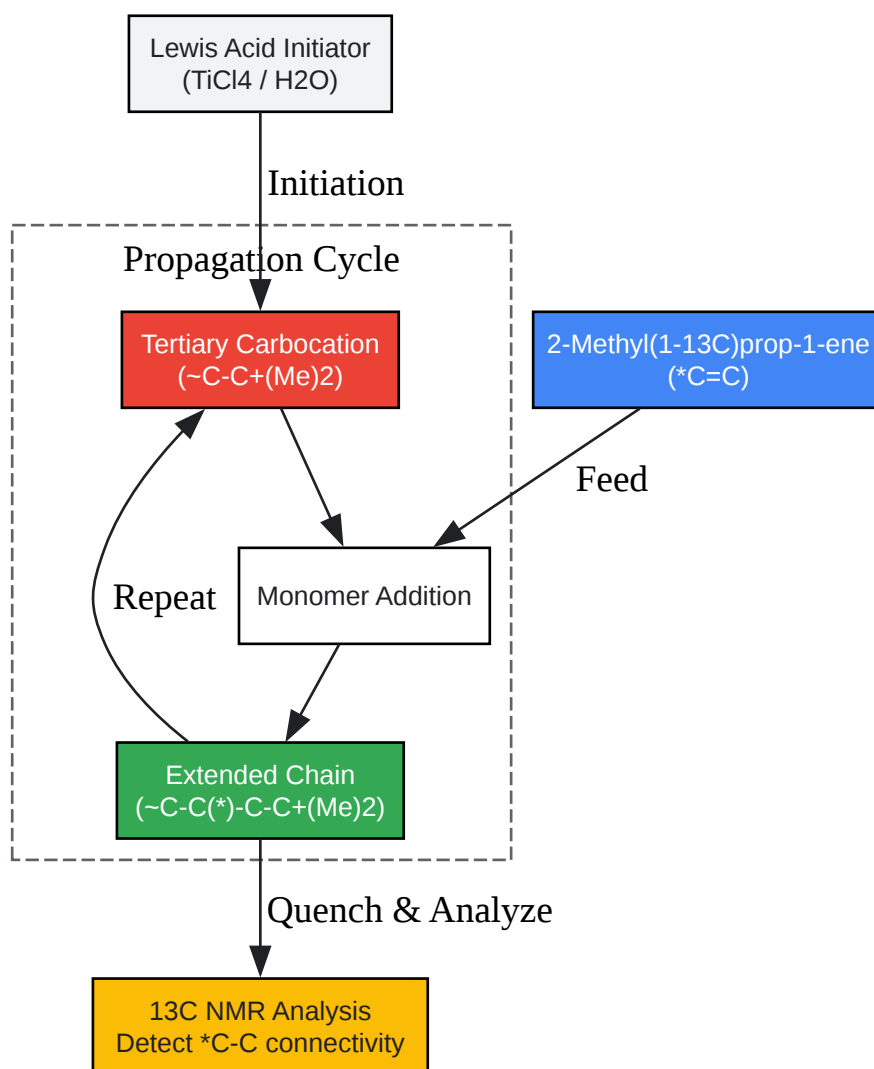 Lewis Acid Initiator
(TiCl4 / H2O)
Initiation
Propagation Cycle
Tertiary Carbocation
(~C-C+(Me)2)
2-Methyl(1-13C)prop-1-ene
(*C=C)
Feed
Monomer Addition
Repeat
Extended Chain
(~C-C(*)-C-C+(Me)2)
Quench & Analyze
13C NMR Analysis
Detect *C-C connectivity